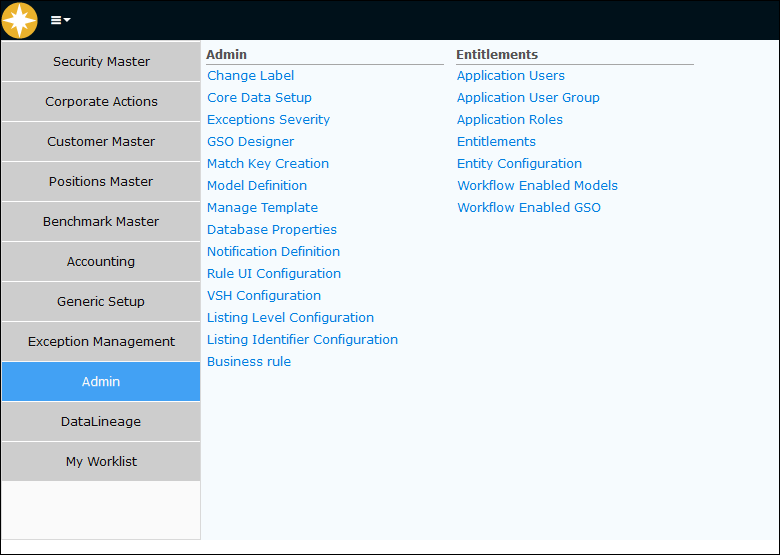 Security Master
Corporate Actions
Customer Master
Positions Master
Benchmark Master
Accounting
Generic Setup
Exception Management
Admin
DataLineage
My Worklist
Admin
Change Label
Core Data Setup
Exceptions Severity
GSO Designer
Match Key Creation
Model Definition
Manage Template
Database Properties
Notification Definition
Rule UI Configuration
VSH Configuration
Listing Level Configuration
Listing Identifier Configuration
Business rule
Entitlements
Application Users
Application User Group
Application Roles
Entitlements
Entity Configuration
Workflow Enabled Models
Workflow Enabled GSO